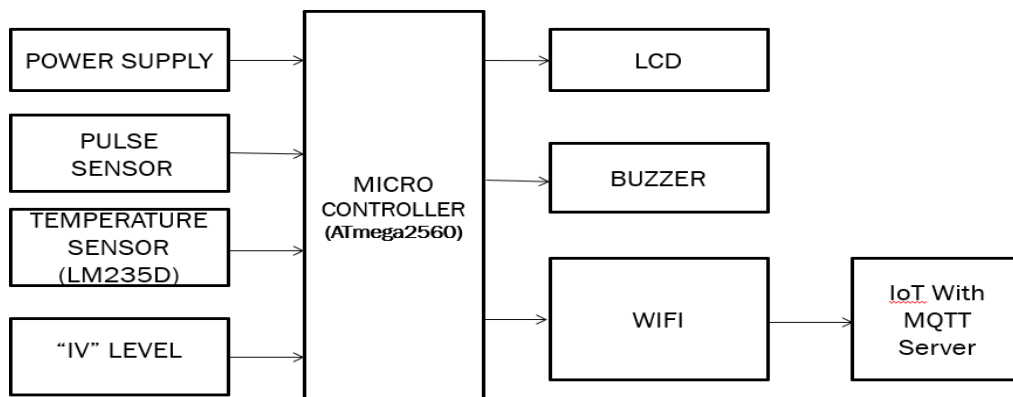 POWER SUPPLY
PULSE
SENSOR
TEMPERATURE
SENSOR
(LM235D)
“IV” LEVEL
MICRO
CONTROLLER
(ATmega2560)
LCD
BUZZER
WIFI
IoT With
MQTT
Server